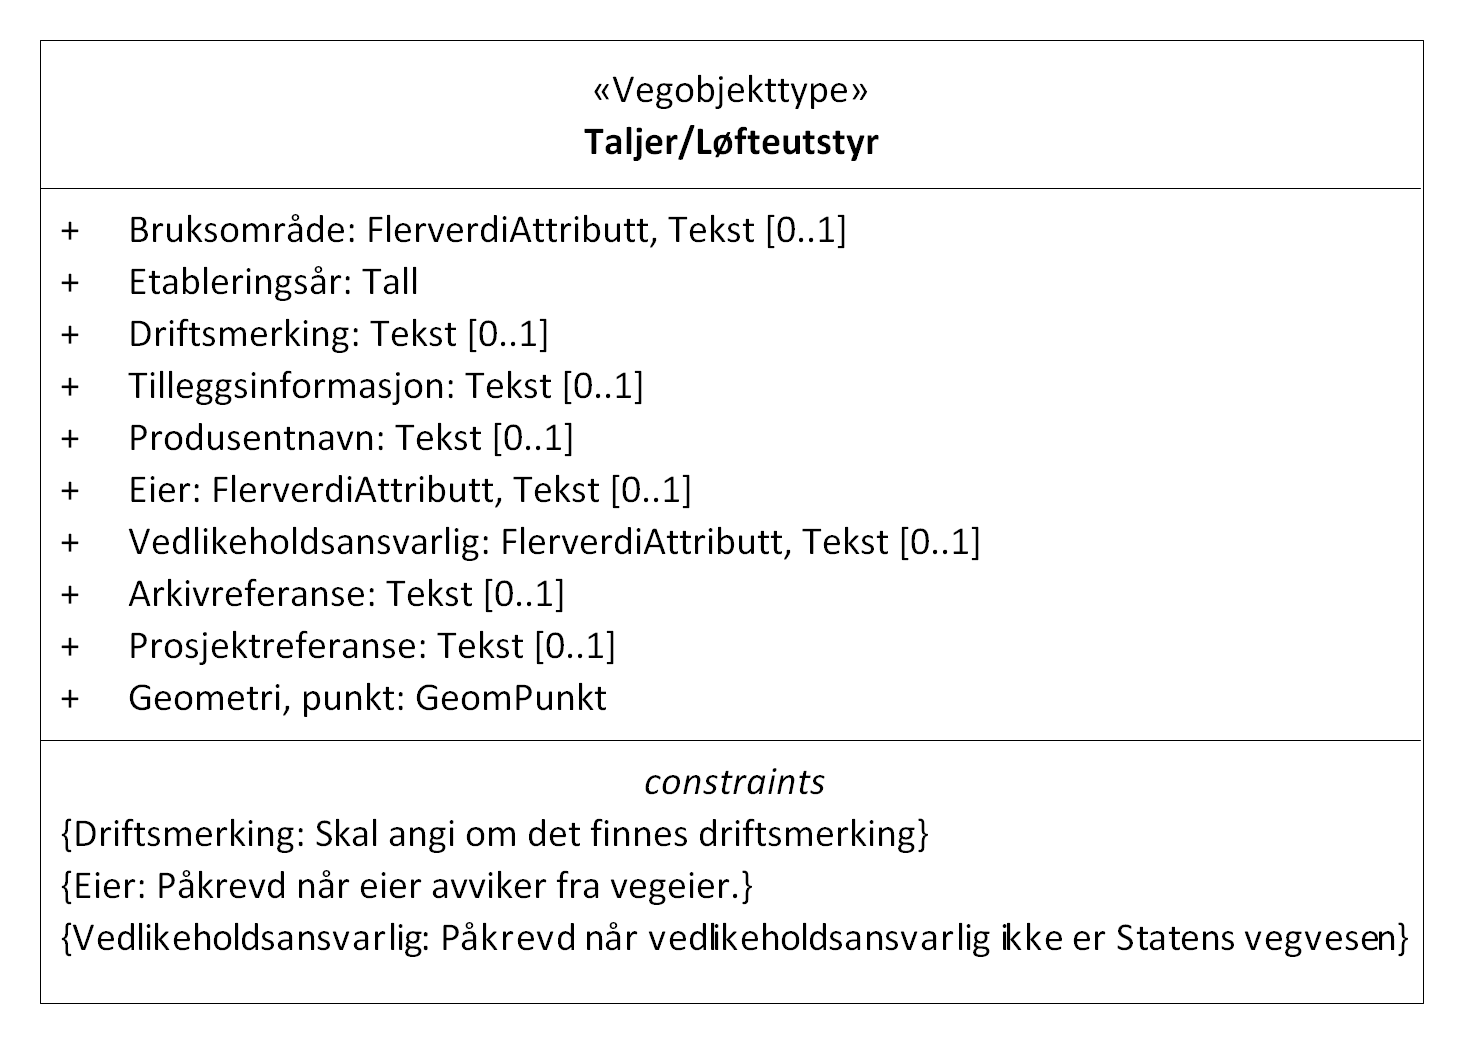 «Vegobjekttype»
Taljer/Løfteutstyr
+ Bruksområde: FlerverdiAttributt, Tekst [0..1]
+ Etableringsår: Tall
+ Driftsmerking: Tekst [0..1]
+ Tilleggsinformasjon: Tekst [0..1]
+ Produsentnavn: Tekst [0..1]
+ Eier: FlerverdiAttributt, Tekst [0..1]
+ Vedlikeholdsansvarlig: FlerverdiAttributt, Tekst [0..1]
+ Arkivreferanse: Tekst [0..1]
+ Prosjektreferanse: Tekst [0..1]
+ Geometri, punkt: GeomPunkt
constraints
{Driftsmerking: Skal angi om det finnes driftsmerking}
{Eier: Påkrevd når eier avviker fra vegeier.}
{Vedlikeholdsansvarlig: Påkrevd når vedlikeholdsansvarlig ikke er Statens vegvesen}